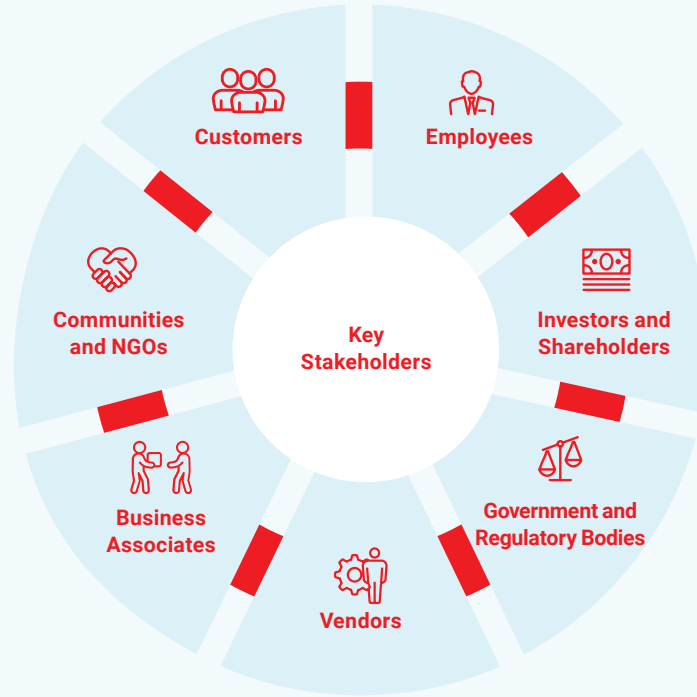 Customers
Employees
Communities
and NGOs
Key
Stakeholders
Investors and
Shareholders
Business
Associates
Government and
Regulatory Bodies
Vendors